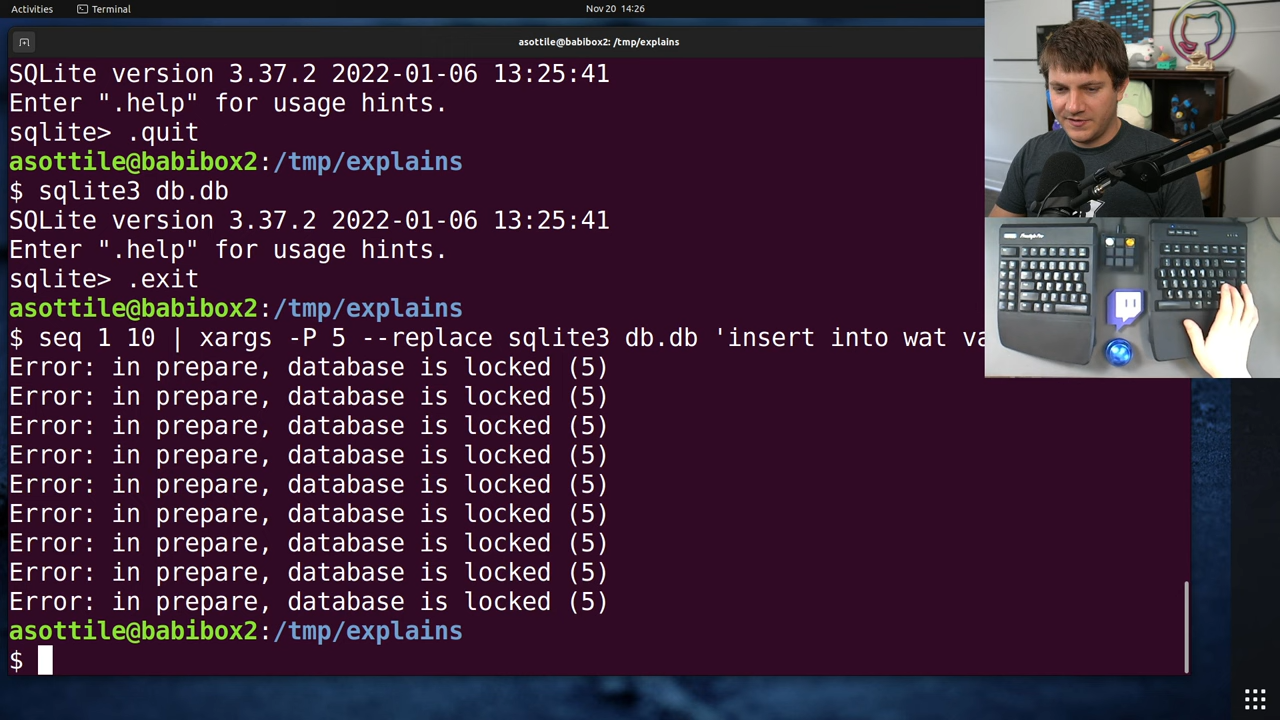 Activities
Terminal
Nov 20 14:26
asottile@babibox2: /tmp/explains
SQLite version 3.37.2 2022-01-06 13:25:41
Enter ".help" for usage hints.
sqlite> .quit
asottile@babibox2:/tmp/explains
$ sqlite3 db.db
SQLite version 3.37.2 2022-01-06 13:25:41
Enter ".help" for usage hints.
sqlite> .exit
asottile@babibox2:/tmp/explains
$ seq 1 10 | xargs -P 5 --replace sqlite3 db.db 'insert into wat va
Error: in prepare, database is locked (5)
Error: in prepare, database is locked (5)
Error: in prepare, database is locked (5)
Error: in prepare, database is locked (5)
Error: in prepare, database is locked (5)
Error: in prepare, database is locked (5)
Error: in prepare, database is locked (5)
Error: in prepare, database is locked (5)
Error: in prepare, database is locked (5)
asottile@babibox2:/tmp/explains
$